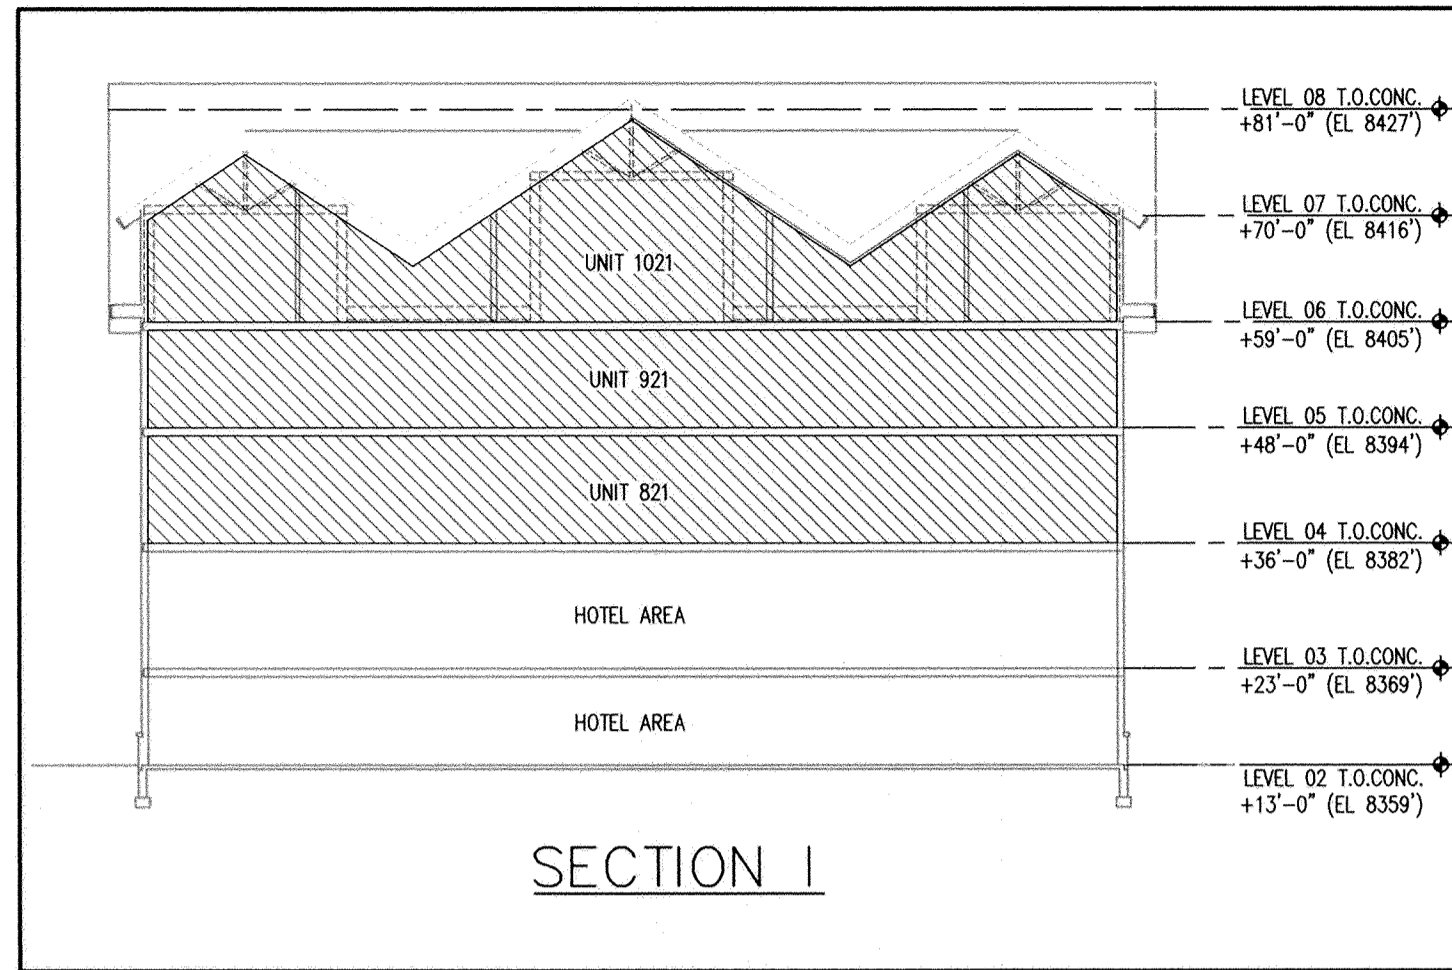 LEVEL 08 T.O.CONC.
+81'-0" (EL 8427')
LEVEL 07 T.O.CONC.
+70'-0" (EL 8416')
UNIT 1021
LEVEL 06 T.O.CONC.
+59'-0" (EL 8405')
UNIT 921
LEVEL 05 T.O.CONC.
+48'-0" (EL 8394')
UNIT 821
LEVEL 04 T.O.CONC.
+36'-0" (EL 8382')
HOTEL AREA
LEVEL 03 T.O.CONC.
+23'-0" (EL 8369')
HOTEL AREA
LEVEL 02 T.O.CONC.
+13'-0" (EL 8359')
SECTION I